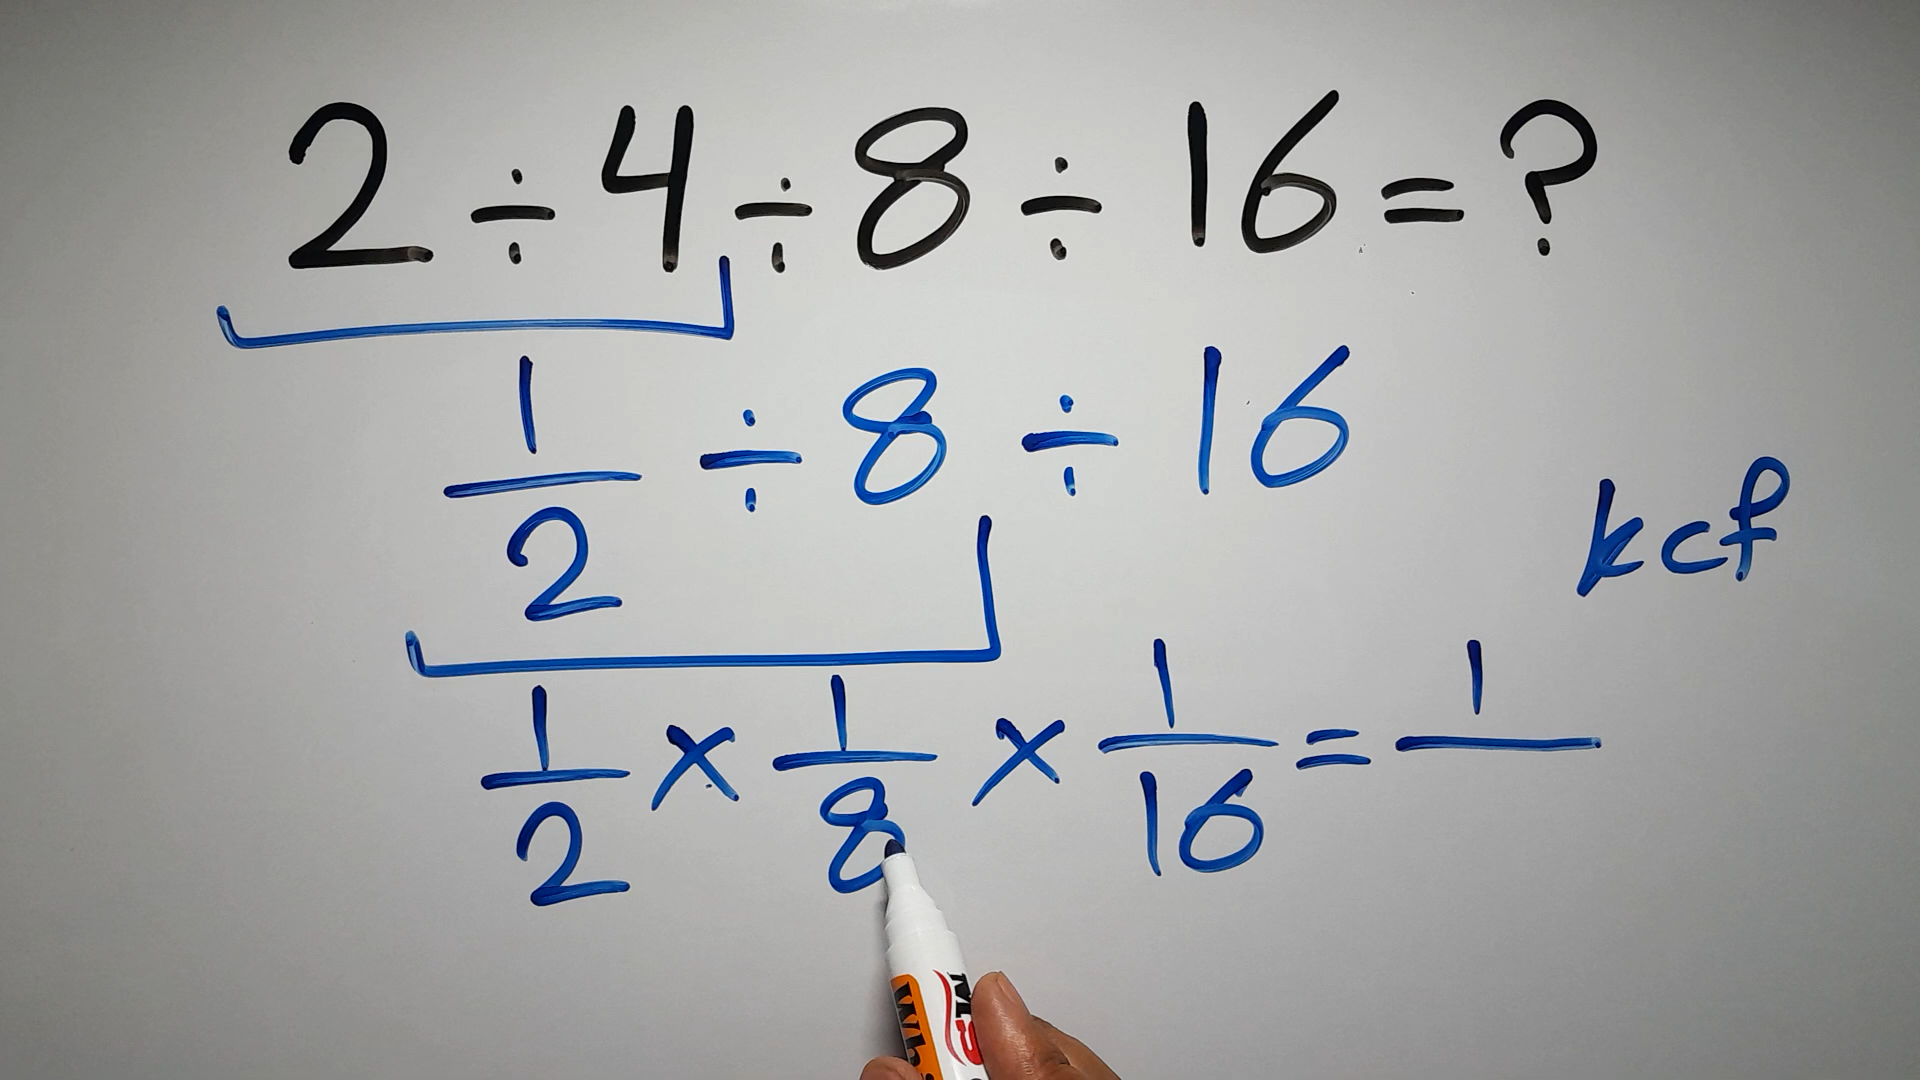 2 ÷ 4 ÷ 8 ÷ 16 = ?
1/2 ÷ 8 ÷ 16
kcf
1/2 × 1/8 × 1/16 = 1/